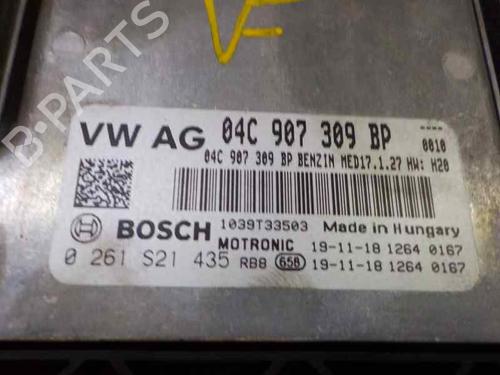 VE
VW AG 04C 907 309 BP ----
0010
04C 907 309 BP BENZIN MED17.1.27 HW: H20
BOSCH 1039T33503 Made in Hungary
MOTRONIC 19-11-18 1264 0167
0 261 S21 435 RBB 658 19-11-18 1264 0167
B-Parts